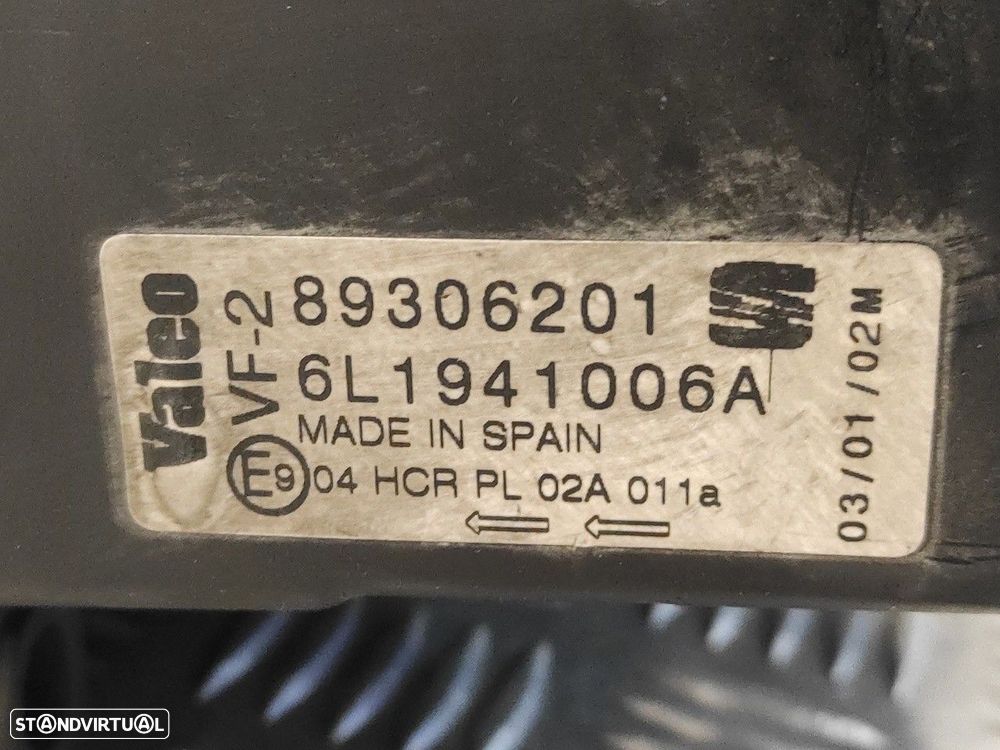 Valeo
VF-2
89306201
6L1941006A
MADE IN SPAIN
E9 04 HCR PL 02A 011a
03/01/02M
STANDVIRTUAL